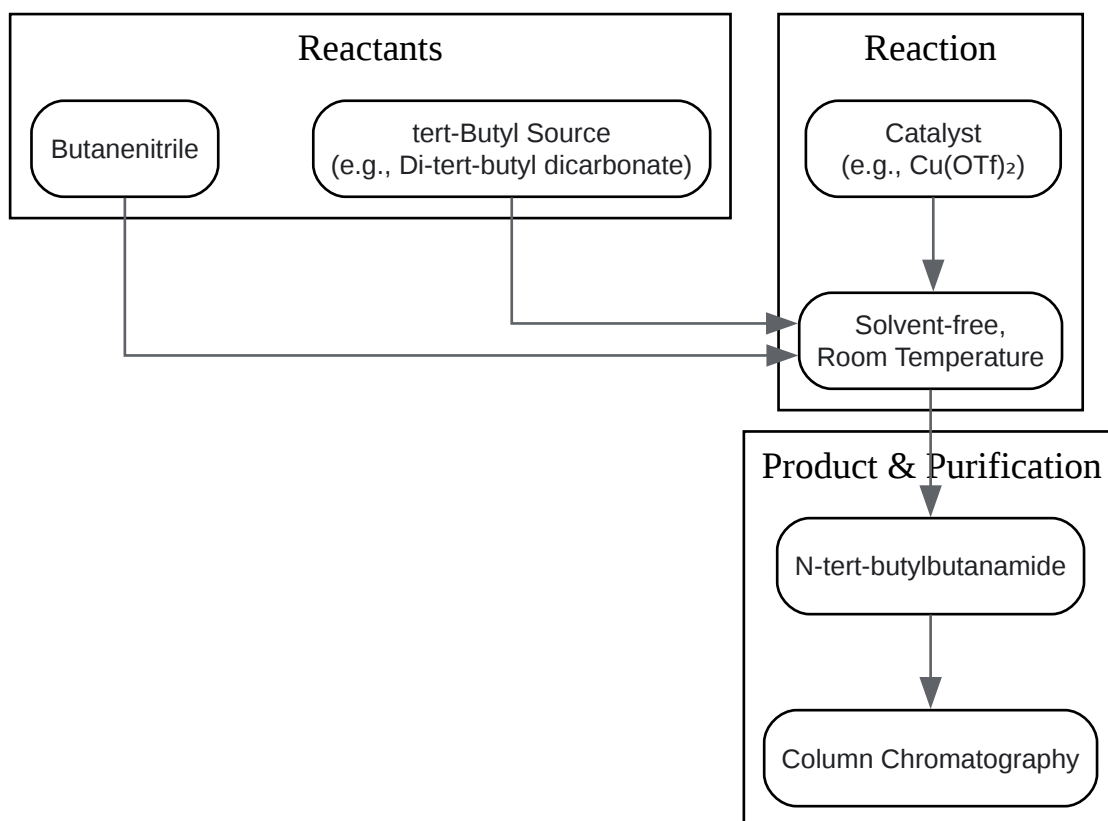 Reactants
Butanenitrile
tert-Butyl Source
(e.g., Di-tert-butyl dicarbonate)
Reaction
Catalyst
(e.g., Cu(OTf)₂)
Solvent-free,
Room Temperature
Product & Purification
N-tert-butylbutanamide
Column Chromatography